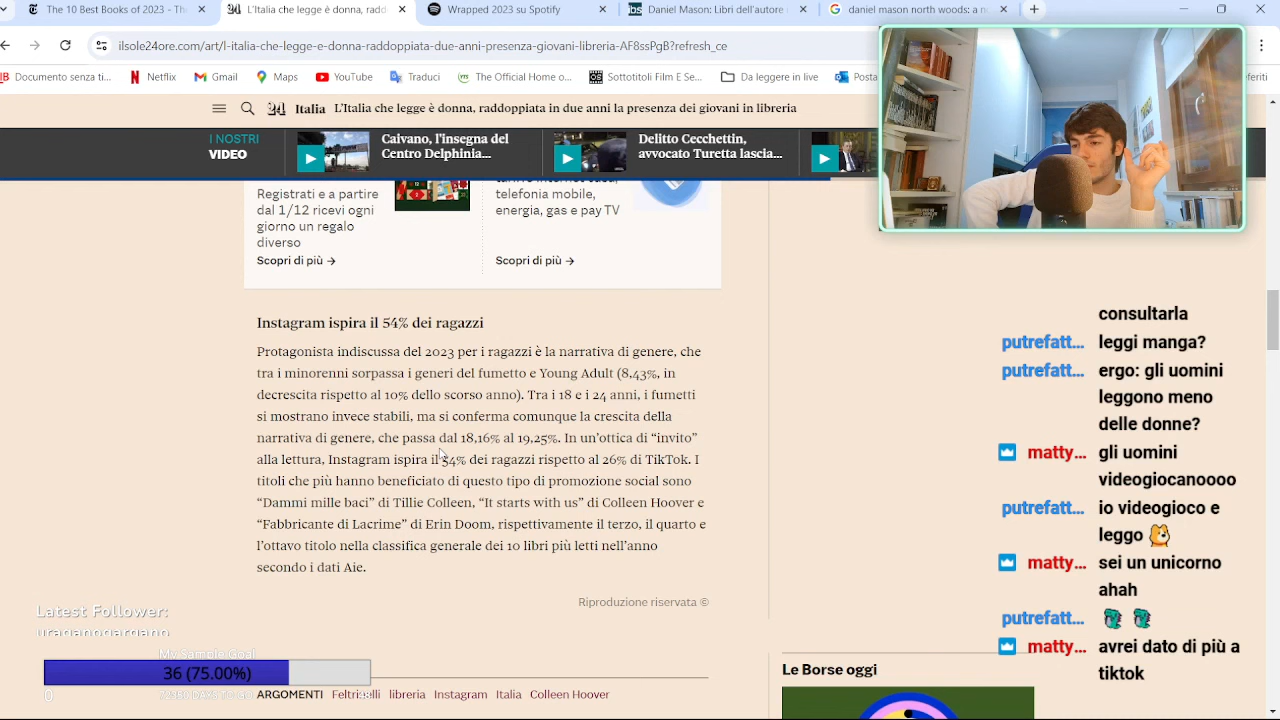 The 10 Best Books of 2023 - Th
L'Italia che legge è donna, raddo
Wrapped 2023 su Spotify
Daniel Mason: Libri dell'autore
daniel mason north woods: a no
ilsole24ore.com/art/l-italia-che-legge-e-donna-raddoppiata-due-anni-presenza-giovani-libreria-AF8ssPgB?refresh_ce
Documento senza ti...
Netflix
Gmail
Maps
YouTube
Traduci
The Official Home o...
Sottotitoli Film E Se...
Da leggere in live
Post
feriti
Italia L'Italia che legge è donna, raddoppiata in due anni la presenza dei giovani in libreria
I NOSTRI
VIDEO
Caivano, l'insegna del
Centro Delphinia...
Delitto Cecchettin,
avvocato Turetta lascia...
Registrati e a partire
dal 1/12 ricevi ogni
giorno un regalo
diverso
Scopri di più →
telefonia mobile,
energia, gas e pay TV
Scopri di più →
Instagram ispira il 54% dei ragazzi
Protagonista indiscussa del 2023 per i ragazzi è la narrativa di genere, che
tra i minorenni sorpassa i generi del fumetto e Young Adult (8,43%, in
decrescita rispetto al 10% dello scorso anno). Tra i 18 e i 24 anni, i fumetti
si mostrano invece stabili, ma si conferma comunque la crescita della
narrativa di genere, che passa dal 18,16% al 19,25%. In un'ottica di "invito"
alla lettura, Instagram ispira il 54% dei ragazzi rispetto al 26% di TikTok. I
titoli che più hanno beneficiato di questo tipo di promozione social sono
"Dammi mille baci" di Tillie Colleen, "It starts with us" di Colleen Hoover e
"Fabbricante di lacrime" di Erin Doom, rispettivamente il terzo, il quarto e
l'ottavo titolo nella classifica generale dei 10 libri più letti nell'anno
secondo i dati Aie.
Riproduzione riservata ©
ARGOMENTI Feltrinelli libreria Instagram Italia Colleen Hoover
Le Borse oggi
Latest Follower:
uraganodargano
My Sample Goal
36 (75.00%)
0
consultarla
putrefatt... leggi manga?
putrefatt... ergo: gli uomini
leggono meno
delle donne?
matty... gli uomini
videogiocanoooo
putrefatt... io videogioco e
leggo
matty... sei un unicorno
ahah
putrefatt...
matty... avrei dato di più a
tiktok